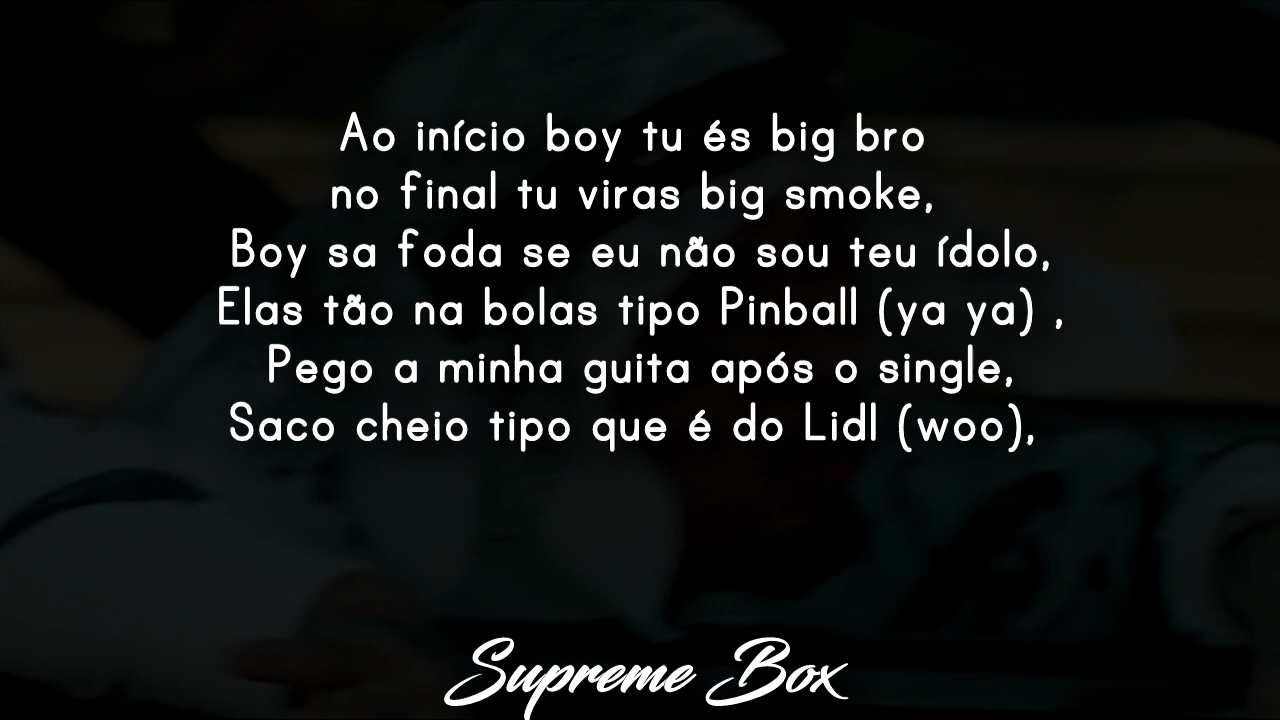 Ao início boy tu és big bro
no final tu viras big smoke,
Boy sa foda se eu não sou teu ídolo,
Elas tão na bolas tipo Pinball (ya ya) ,
Pego a minha guita após o single,
Saco cheio tipo que é do Lidl (woo),
Supreme Box